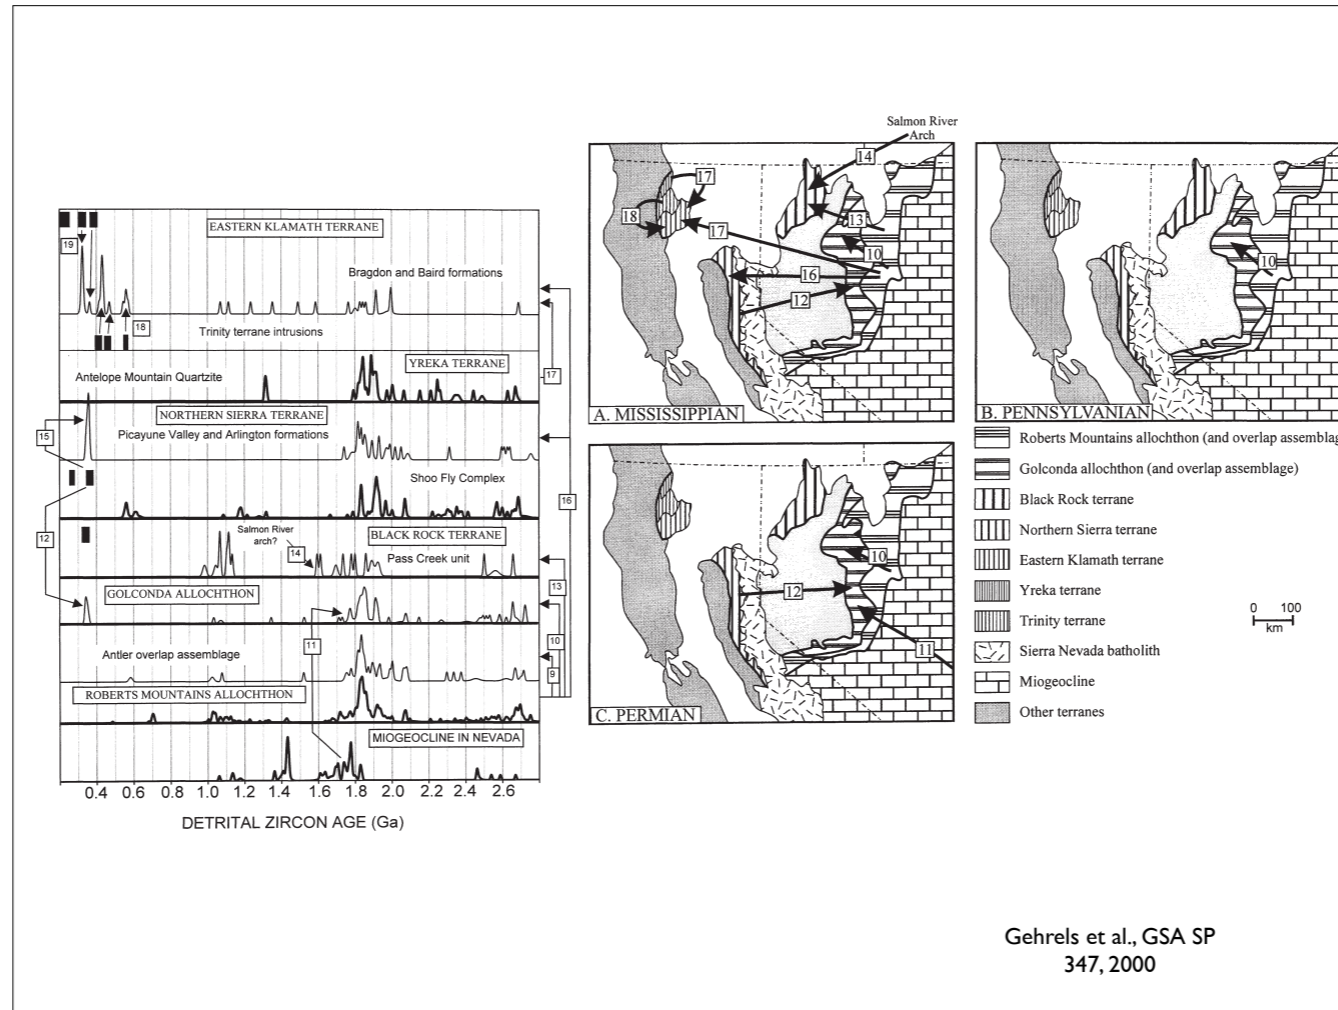 EASTERN KLAMATH TERRANE
19
Bragdon and Baird formations
18
Trinity terrane intrusions
YREKA TERRANE
17
Antelope Mountain Quartzite
NORTHERN SIERRA TERRANE
Picayune Valley and Arlington formations
15
Shoo Fly Complex
16
12
Salmon River
arch?
BLACK ROCK TERRANE
14
Pass Creek unit
GOLCONDA ALLOCHTHON
13
11
10
Antler overlap assemblage
9
ROBERTS MOUNTAINS ALLOCHTHON
MIOGEOCLINE IN NEVADA
0.4 0.6 0.8 1.0 1.2 1.4 1.6 1.8 2.0 2.2 2.4 2.6
DETRITAL ZIRCON AGE (Ga)
Salmon River
Arch
14
17
18
13
17
10
16
12
A. MISSISSIPPIAN
10
B. PENNSYLVANIAN
10
12
11
C. PERMIAN
Roberts Mountains allochthon (and overlap assemblag
Golconda allochthon (and overlap assemblage)
Black Rock terrane
Northern Sierra terrane
Eastern Klamath terrane
Yreka terrane
Trinity terrane
Sierra Nevada batholith
Miogeocline
Other terranes
0 100
km
Gehrels et al., GSA SP
347, 2000